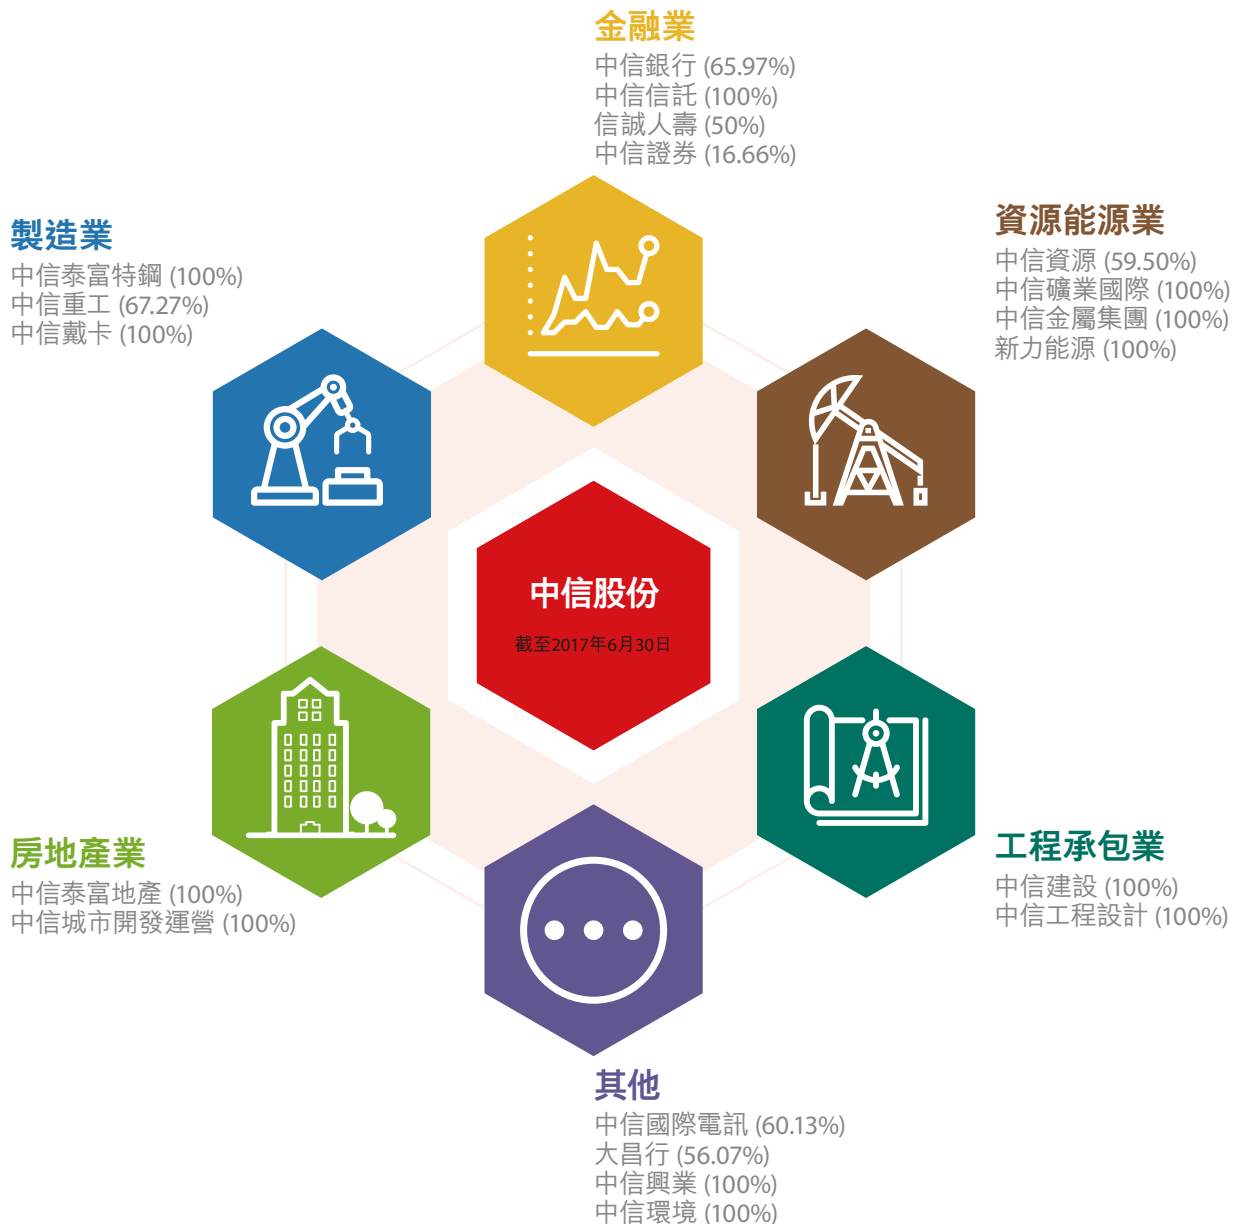 金融業
中信銀行 (65.97%)
中信信託 (100%)
信誠人壽 (50%)
中信證券 (16.66%)
製造業
中信泰富特鋼 (100%)
中信重工 (67.27%)
中信戴卡 (100%)
資源能源業
中信資源 (59.50%)
中信礦業國際 (100%)
中信金屬集團 (100%)
新力能源 (100%)
中信股份
截至2017年6月30日
房地產業
中信泰富地產 (100%)
中信城市開發運營 (100%)
工程承包業
中信建設 (100%)
中信工程設計 (100%)
其他
中信國際電訊 (60.13%)
大昌行 (56.07%)
中信興業 (100%)
中信環境 (100%)